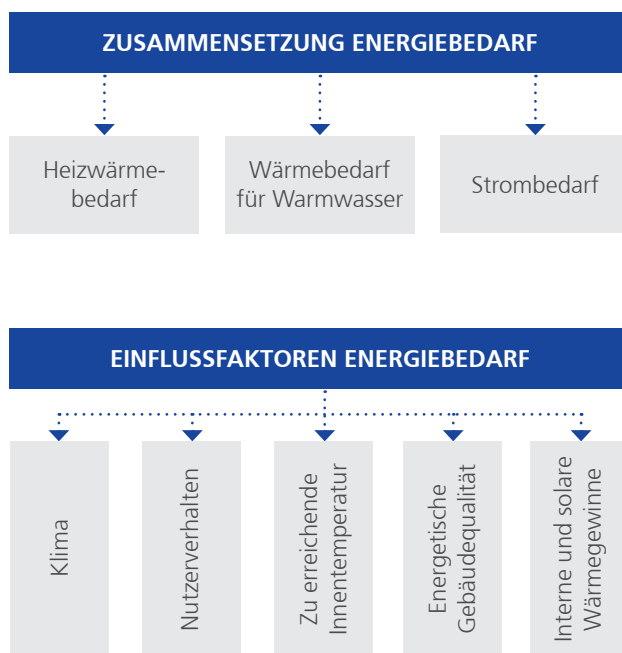 ZUSAMMENSETZUNG ENERGIEBEDARF
Heizwärme-
bedarf
Wärmebedarf
für Warmwasser
Strombedarf
EINFLUSSFAKTOREN ENERGIEBEDARF
Klima
Nutzerverhalten
Zu erreichende
Innentemperatur
Energetische
Gebäudequalität
Interne und solare
Wärmegewinne